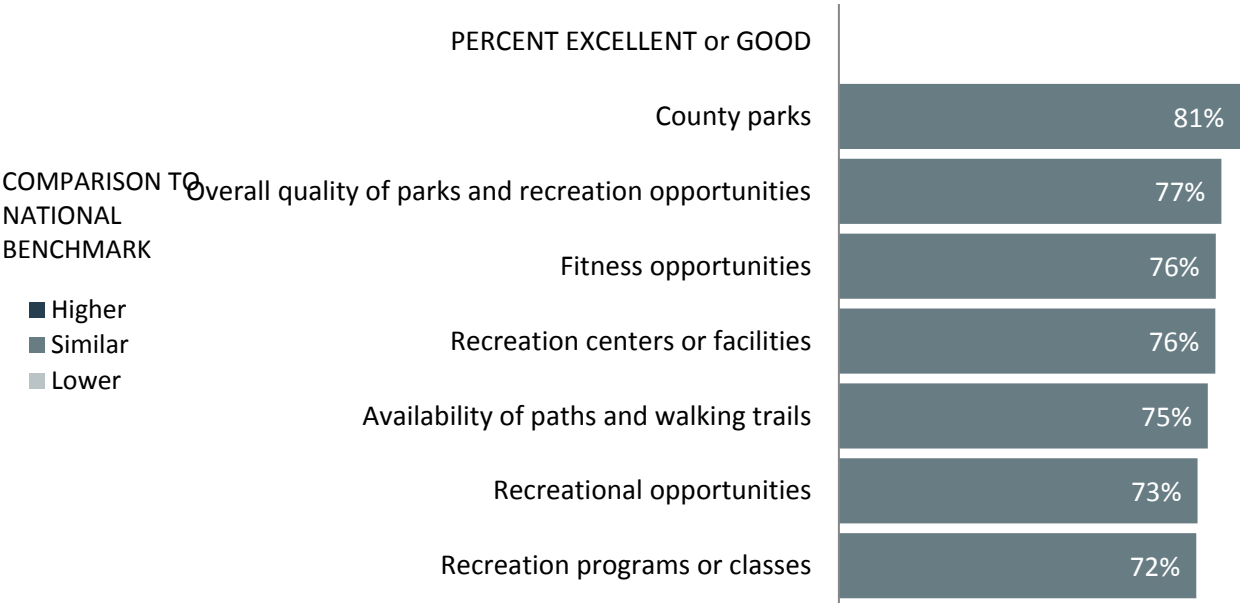 PERCENT EXCELLENT or GOOD
County parks 81%
COMPARISON TO
NATIONAL
BENCHMARK
Higher
Similar
Lower
Overall quality of parks and recreation opportunities 77%
Fitness opportunities 76%
Recreation centers or facilities 76%
Availability of paths and walking trails 75%
Recreational opportunities 73%
Recreation programs or classes 72%